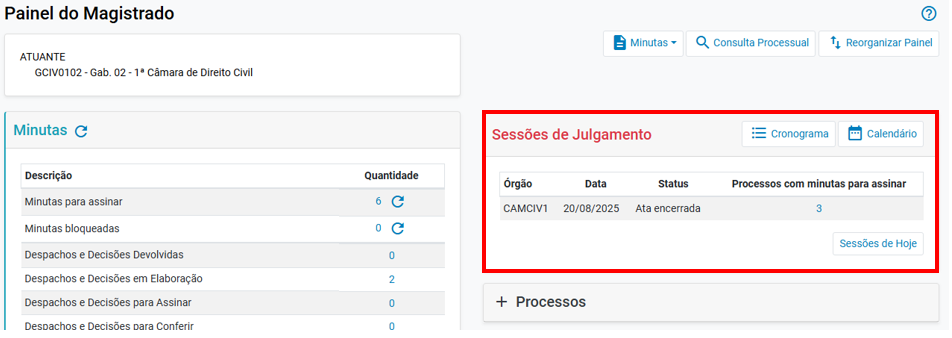 Painel do Magistrado
Minutas
Consulta Processual
Reorganizar Painel
ATUANTE
GCIV0102 - Gab. 02 - 1ª Câmara de Direito Civil
Minutas
Descrição Quantidade
Minutas para assinar 6
Minutas bloqueadas 0
Despachos e Decisões Devolvidas 0
Despachos e Decisões em Elaboração 2
Despachos e Decisões para Assinar 0
Despachos e Decisões para Conferir 0
Sessões de Julgamento
Cronograma
Calendário
Órgão Data Status Processos com minutas para assinar
CAMCIV1 20/08/2025 Ata encerrada 3
Sessões de Hoje
+ Processos